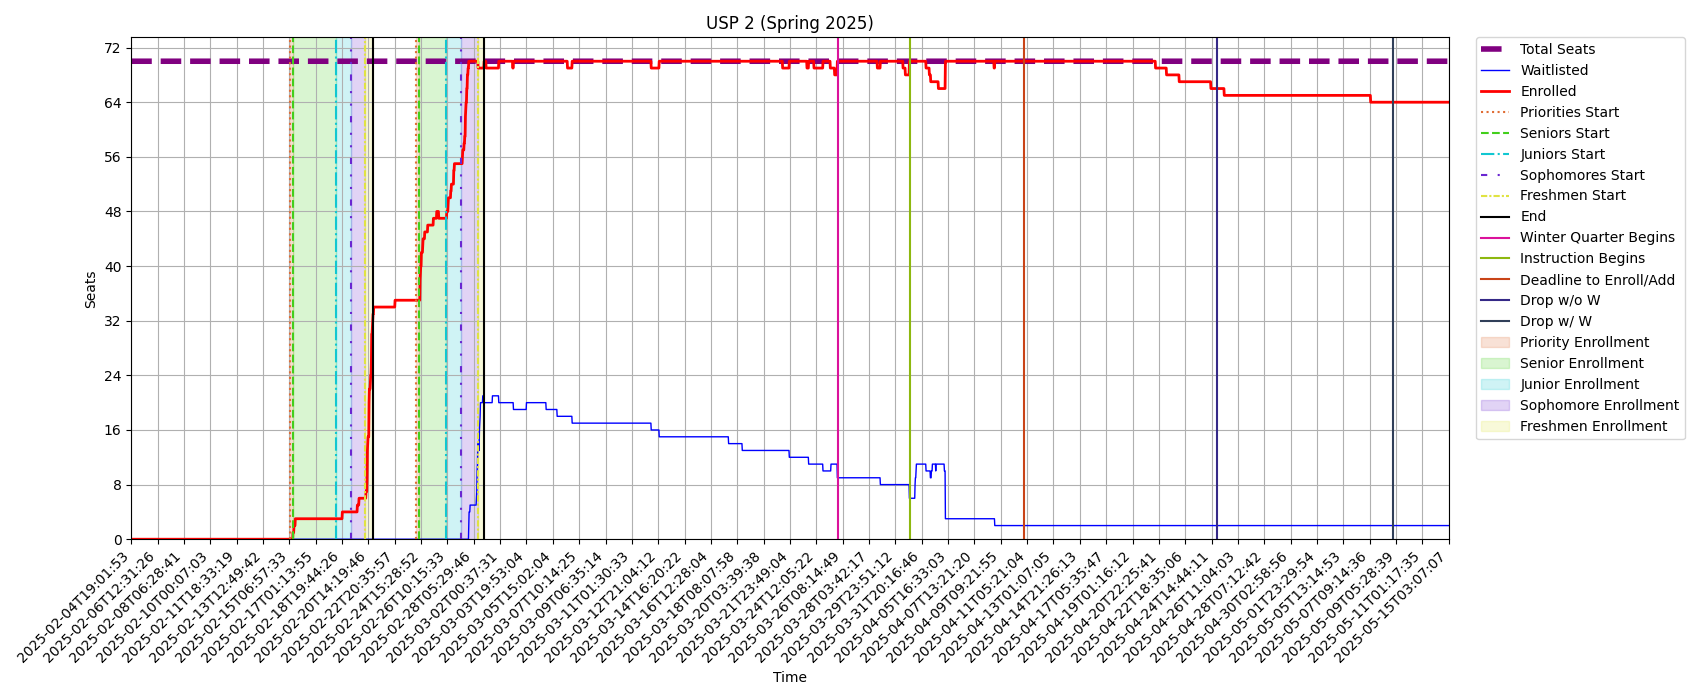 USP 2 (Spring 2025)
Seats
72
64
56
48
40
32
24
16
8
0
2025-02-04T19:01:53
2025-02-06T12:31:26
2025-02-08T06:28:41
2025-02-10T00:07:03
2025-02-11T18:33:19
2025-02-13T12:49:42
2025-02-15T06:57:33
2025-02-17T01:13:55
2025-02-18T19:44:26
2025-02-20T14:19:46
2025-02-22T20:35:57
2025-02-24T15:28:52
2025-02-26T10:15:33
2025-02-28T05:29:46
2025-03-02T00:37:31
2025-03-03T19:53:04
2025-03-05T15:02:04
2025-03-07T10:14:25
2025-03-09T06:35:14
2025-03-11T01:30:33
2025-03-12T21:04:12
2025-03-14T16:20:22
2025-03-16T12:28:04
2025-03-18T08:07:58
2025-03-20T03:39:38
2025-03-21T23:49:04
2025-03-24T12:05:22
2025-03-26T08:14:49
2025-03-28T03:42:17
2025-03-29T23:51:12
2025-03-31T20:16:46
2025-04-05T16:33:03
2025-04-07T13:21:20
2025-04-09T09:21:55
2025-04-11T05:21:04
2025-04-13T01:07:05
2025-04-14T21:26:13
2025-04-17T05:35:47
2025-04-19T01:16:12
2025-04-20T22:25:41
2025-04-22T18:35:06
2025-04-24T14:44:11
2025-04-26T11:04:03
2025-04-28T07:12:42
2025-04-30T02:58:56
2025-05-01T23:29:54
2025-05-05T13:14:53
2025-05-07T09:14:36
2025-05-09T05:28:39
2025-05-11T01:17:35
2025-05-15T03:07:07
Time
Total Seats
Waitlisted
Enrolled
Priorities Start
Seniors Start
Juniors Start
Sophomores Start
Freshmen Start
End
Winter Quarter Begins
Instruction Begins
Deadline to Enroll/Add
Drop w/o W
Drop w/ W
Priority Enrollment
Senior Enrollment
Junior Enrollment
Sophomore Enrollment
Freshmen Enrollment